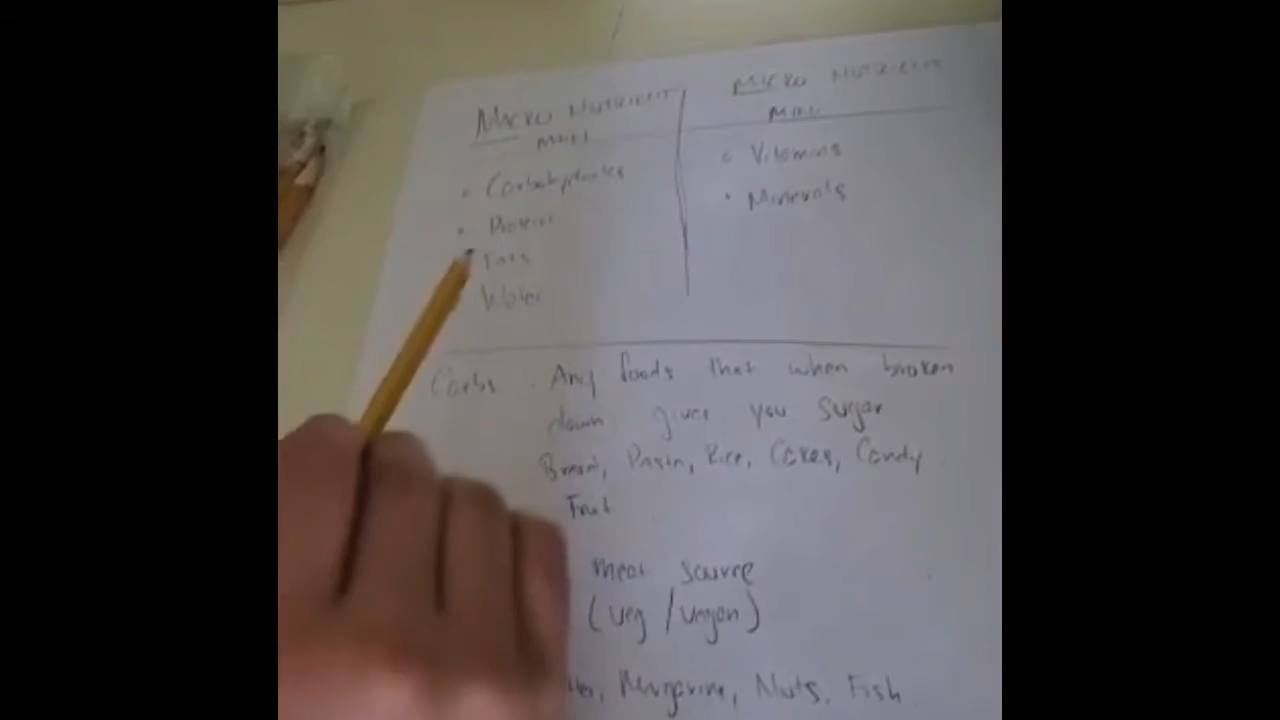 MACRO NUTRIENT
MICRO NUTRIENT
• Carbohydrates
• Protein
Fats
Water
• Vitamins
• Minerals
Carbs : Any foods that when broken
down gives you sugar
Bread, Pasta, Rice, Cakes, Candy
Fruit
meat source
(veg / vegan)
Margarine, Nuts, Fish